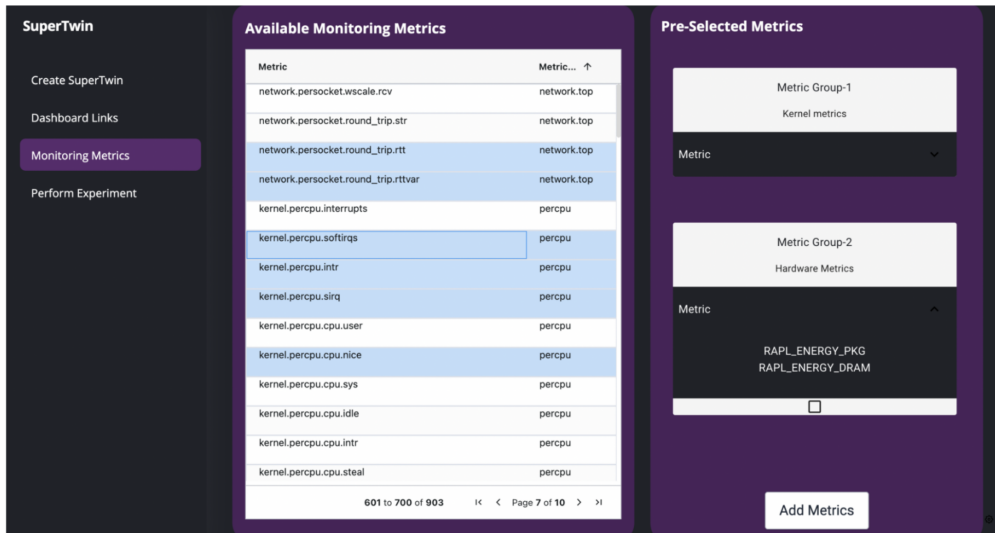 SuperTwin
Create SuperTwin
Dashboard Links
Monitoring Metrics
Perform Experiment
Available Monitoring Metrics
Metric Metric...
network.persocket.wscale.rcv network.top
network.persocket.round_trip.str network.top
network.persocket.round_trip.rtt network.top
network.persocket.round_trip.rttvar network.top
kernel.percpu.interrupts percpu
kernel.percpu.softirqs percpu
kernel.percpu.intr percpu
kernel.percpu.sirq percpu
kernel.percpu.cpu.user percpu
kernel.percpu.cpu.nice percpu
kernel.percpu.cpu.sys percpu
kernel.percpu.cpu.idle percpu
kernel.percpu.cpu.intr percpu
kernel.percpu.cpu.steal percpu
601 to 700 of 903 Page 7 of 10
Pre-Selected Metrics
Metric Group-1
Kernel metrics
Metric
Metric Group-2
Hardware Metrics
Metric
RAPL_ENERGY_PKG
RAPL_ENERGY_DRAM
Add Metrics